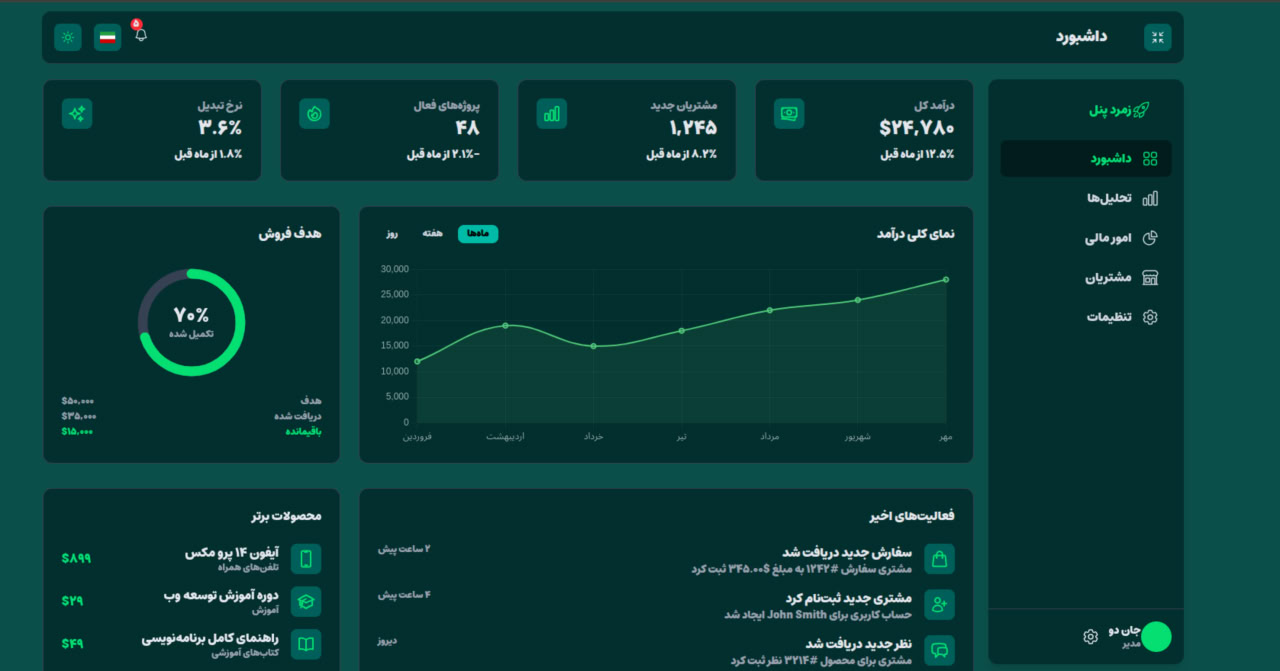 داشبورد
۵
زمرد پنل
داشبورد
تحلیل‌ها
امور مالی
مشتریان
تنظیمات
جان دو
مدیر
درآمد کل
$۲۴,۷۸۰
۱۲.۵% از ماه قبل
مشتریان جدید
۱,۲۴۵
۸.۲% از ماه قبل
پروژه‌های فعال
۴۸
-۲.۱% از ماه قبل
نرخ تبدیل
۳.۶%
۱.۸% از ماه قبل
نمای کلی درآمد
ماه‌ها
هفته
روز
30,000
25,000
20,000
15,000
10,000
5,000
0
فروردین
اردیبهشت
خرداد
تیر
مرداد
شهریور
مهر
هدف فروش
۷۰%
تکمیل شده
هدف
$۵۰,۰۰۰
دریافت شده
$۳۵,۰۰۰
باقیمانده
$۱۵,۰۰۰
فعالیت‌های اخیر
سفارش جدید دریافت شد
۲ ساعت پیش
مشتری سفارش #۱۲۴۲ به مبلغ $۳۴۵.۰۰ ثبت کرد
مشتری جدید ثبت‌نام کرد
۴ ساعت پیش
حساب کاربری برای John Smith ایجاد شد
نظر جدید دریافت شد
دیروز
مشتری برای محصول #۳۲۱۴ نظر ثبت کرد
محصولات برتر
آیفون ۱۴ پرو مکس
تلفن‌های همراه
$۸۹۹
دوره آموزش توسعه وب
آموزش
$۲۹
راهنمای کامل برنامه‌نویسی
کتاب‌های آموزشی
$۴۹